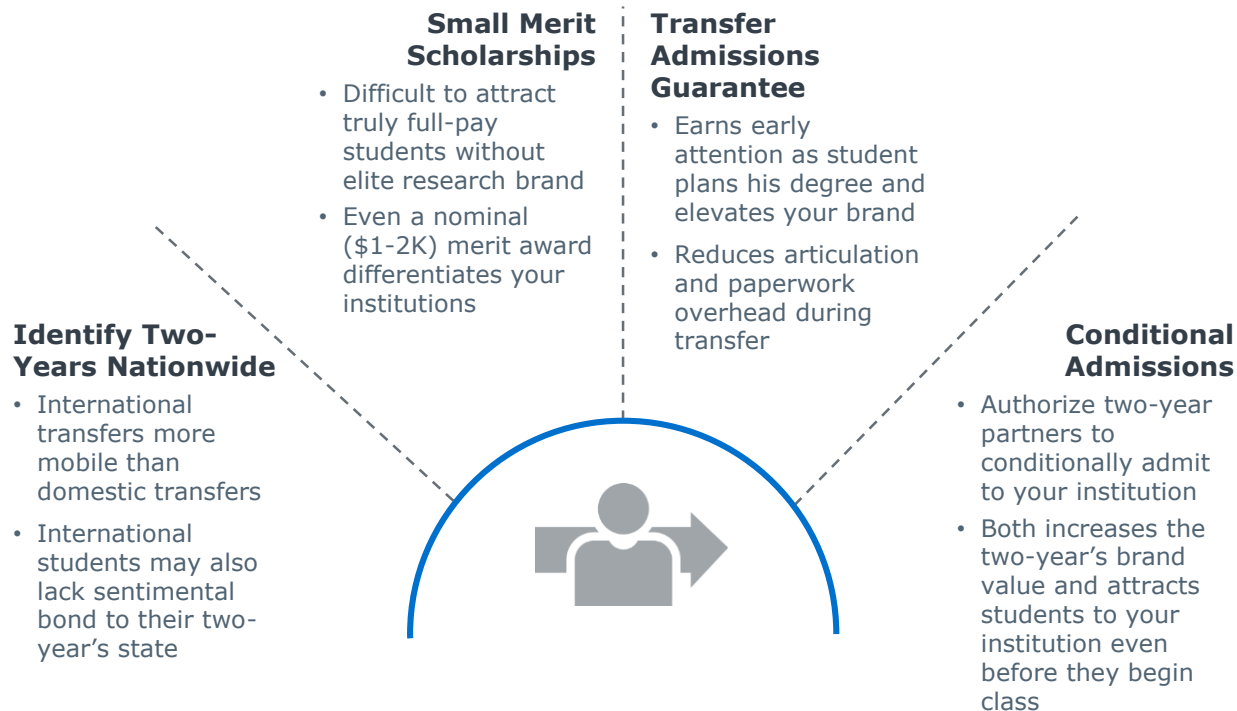 Small Merit
Scholarships
• Difficult to attract
truly full-pay
students without
elite research brand
• Even a nominal
($1-2K) merit award
differentiates your
institutions
Transfer
Admissions
Guarantee
• Earns early
attention as student
plans his degree and
elevates your brand
• Reduces articulation
and paperwork
overhead during
transfer
Identify Two-
Years Nationwide
• International
transfers more
mobile than
domestic transfers
• International
students may also
lack sentimental
bond to their two-
year’s state
Conditional
Admissions
• Authorize two-year
partners to
conditionally admit
to your institution
• Both increases the
two-year’s brand
value and attracts
students to your
institution even
before they begin
class